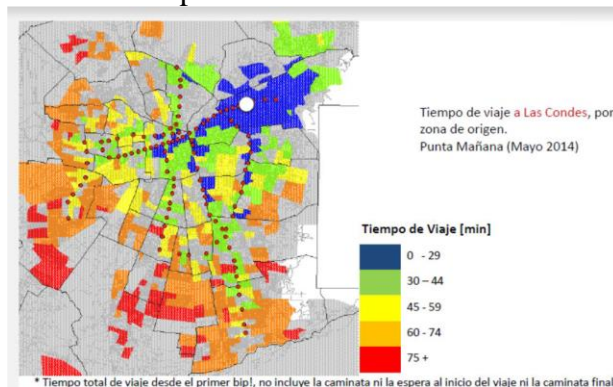 Tiempo de viaje a Las Condes, por
zona de origen.
Punta Mañana (Mayo 2014)
Tiempo de Viaje [min]
0 - 29
30 – 44
45 - 59
60 - 74
75 +
* Tiempo total de viaje desde el primer bip!, no incluye la caminata ni la espera al inicio del viaje ni la caminata final